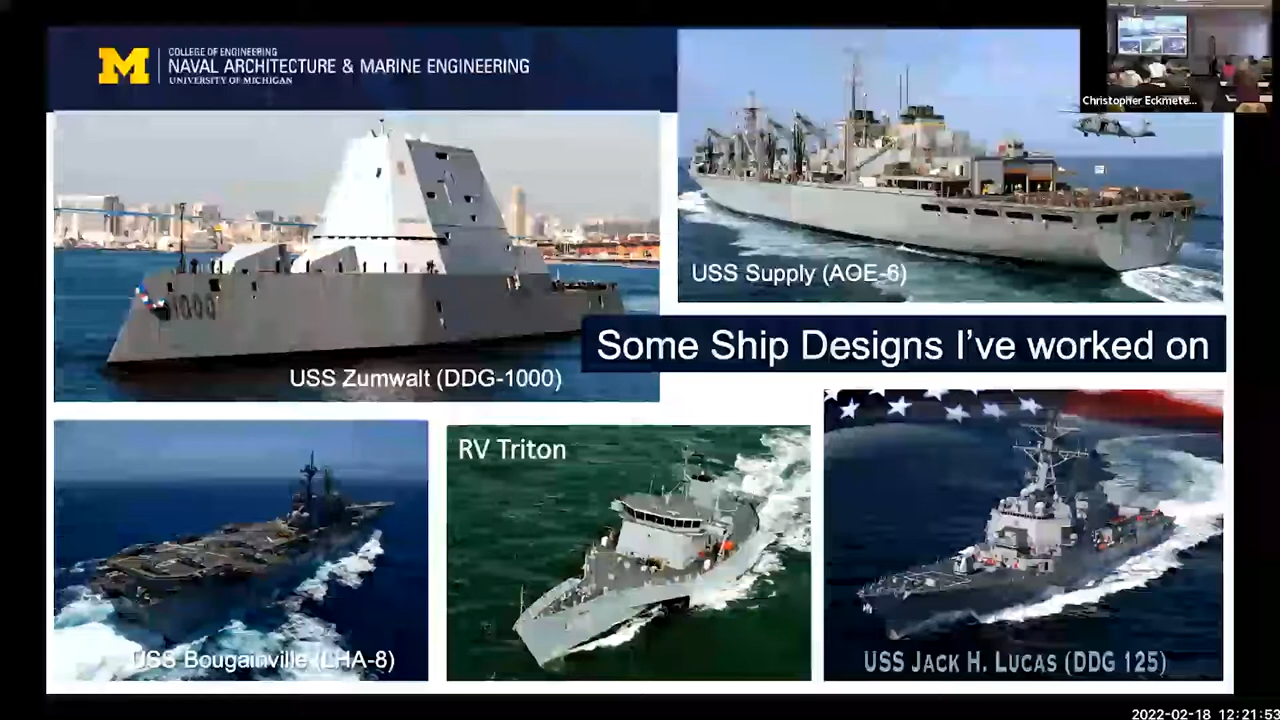 M
COLLEGE OF ENGINEERING
NAVAL ARCHITECTURE & MARINE ENGINEERING
UNIVERSITY OF MICHIGAN
Christopher Eckmete...
1000
USS Supply (AOE-6)
Some Ship Designs I've worked on
USS Zumwalt (DDG-1000)
RV Triton
USS Bougainville (LHA-8)
USS JACK H. LUCAS (DDG 125)
2022-02-18 12:21:53